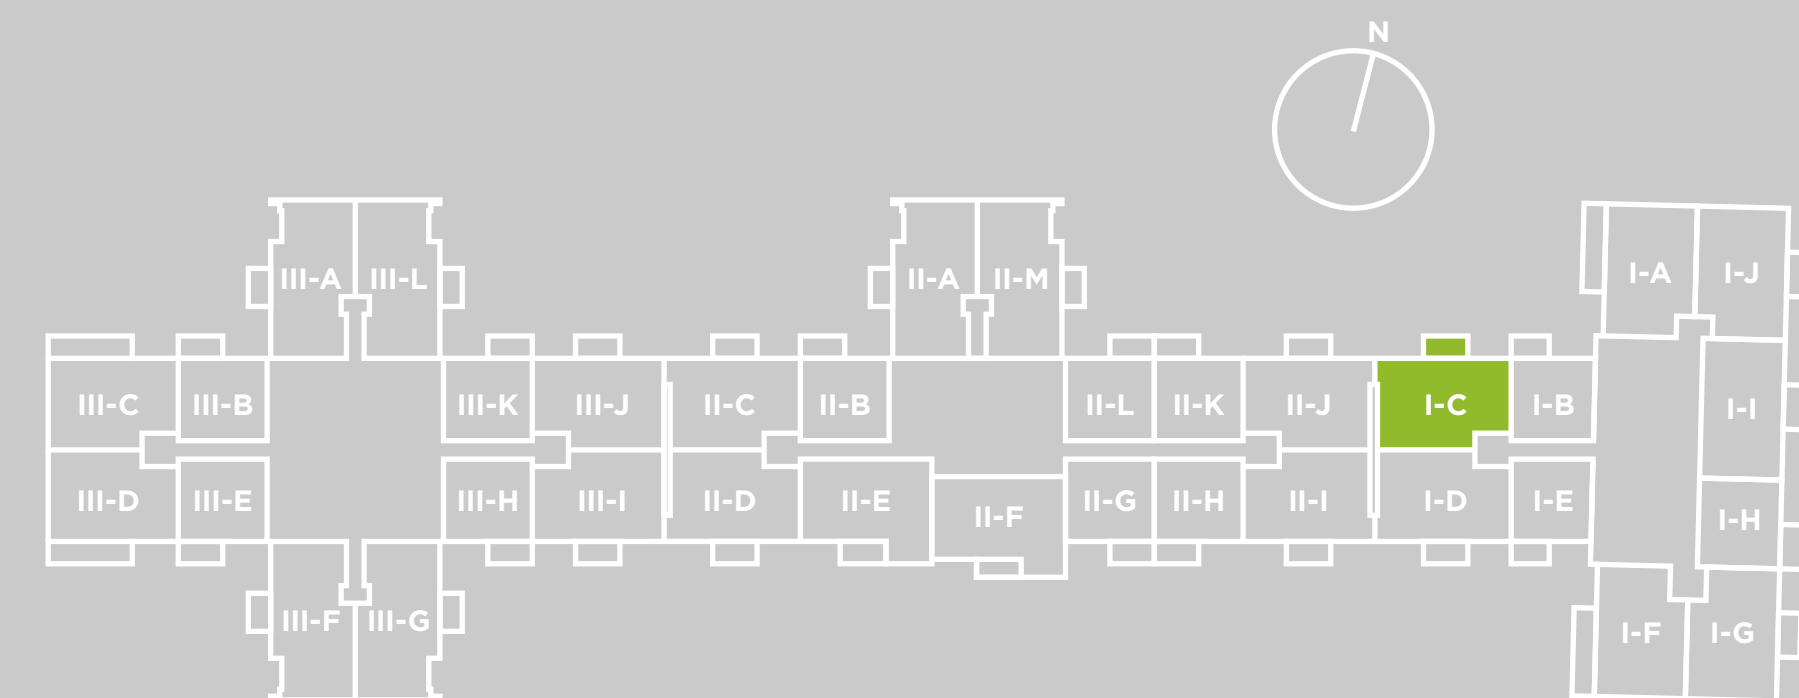 N
III-A III-L II-A II-M I-A I-J
III-C III-B III-K III-J II-C II-B II-L II-K II-J I-C I-B I-I
III-D III-E III-H III-I II-D II-E II-F II-G II-H II-I I-D I-E I-H
III-F III-G I-F I-G